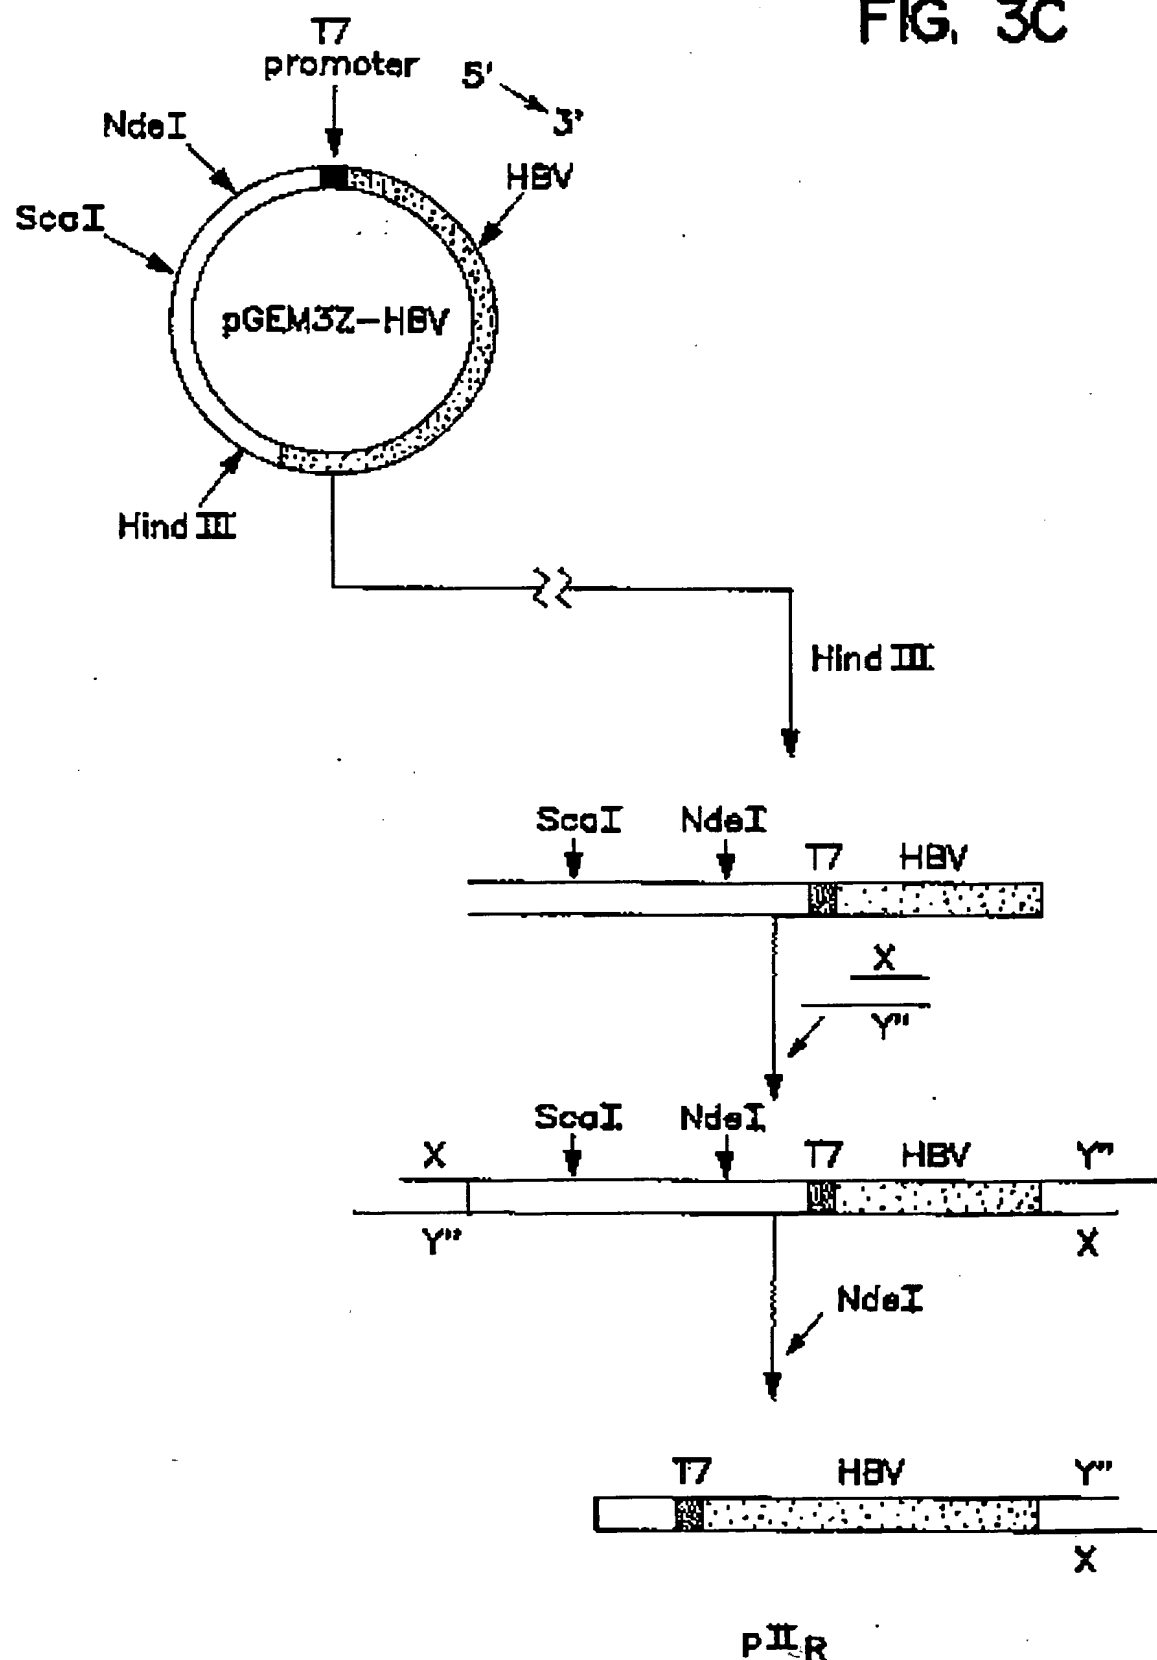 FIG. 3C
T7
promoter
5'
3'
NdeI
HBV
ScaI
pGEM3Z-HBV
Hind III
Hind III
ScaI NdeI
T7 HBV
X
Y"
ScaI NdeI
X T7 HBV Y"
Y" X
NdeI
T7 HBV Y"
X
pIIR